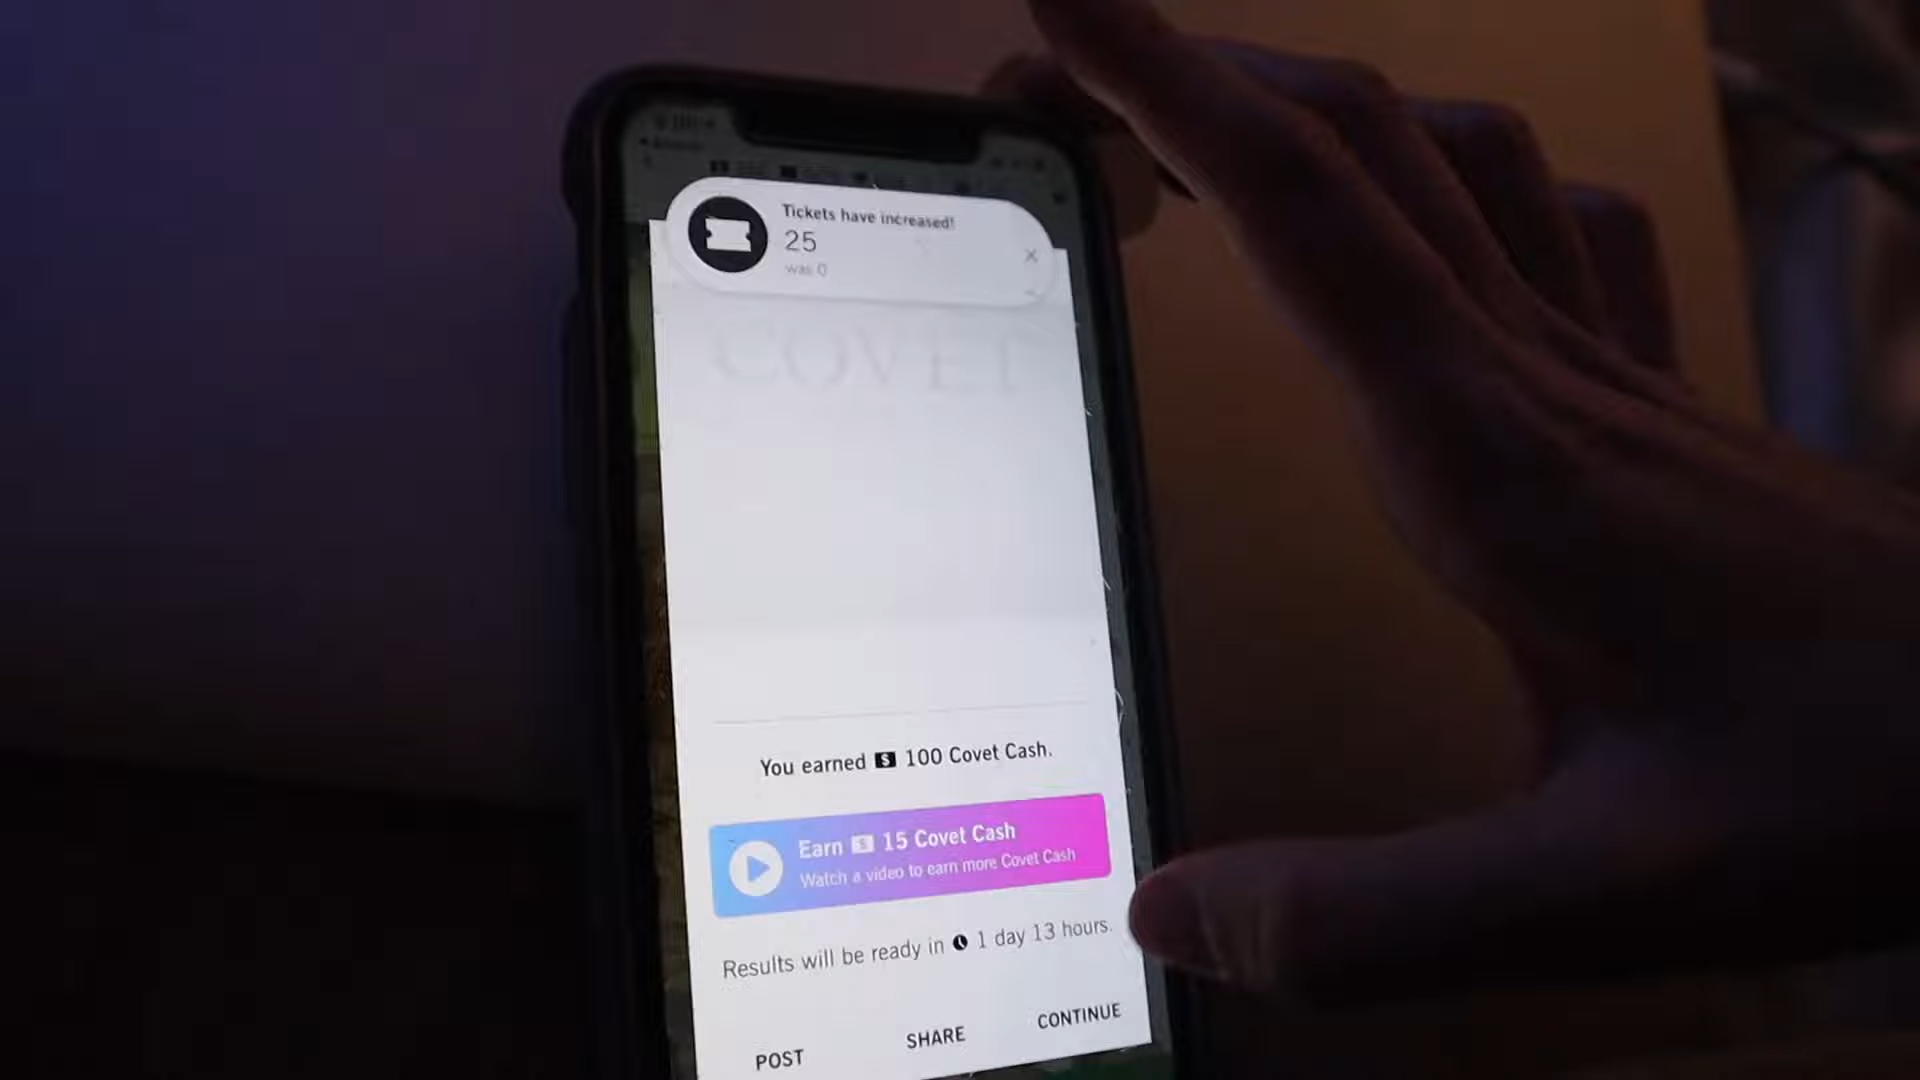 Tickets have increased!
25
was 0
COVET
You earned $ 100 Covet Cash.
Earn $ 15 Covet Cash
Watch a video to earn more Covet Cash
Results will be ready in 1 day 13 hours.
POST SHARE CONTINUE